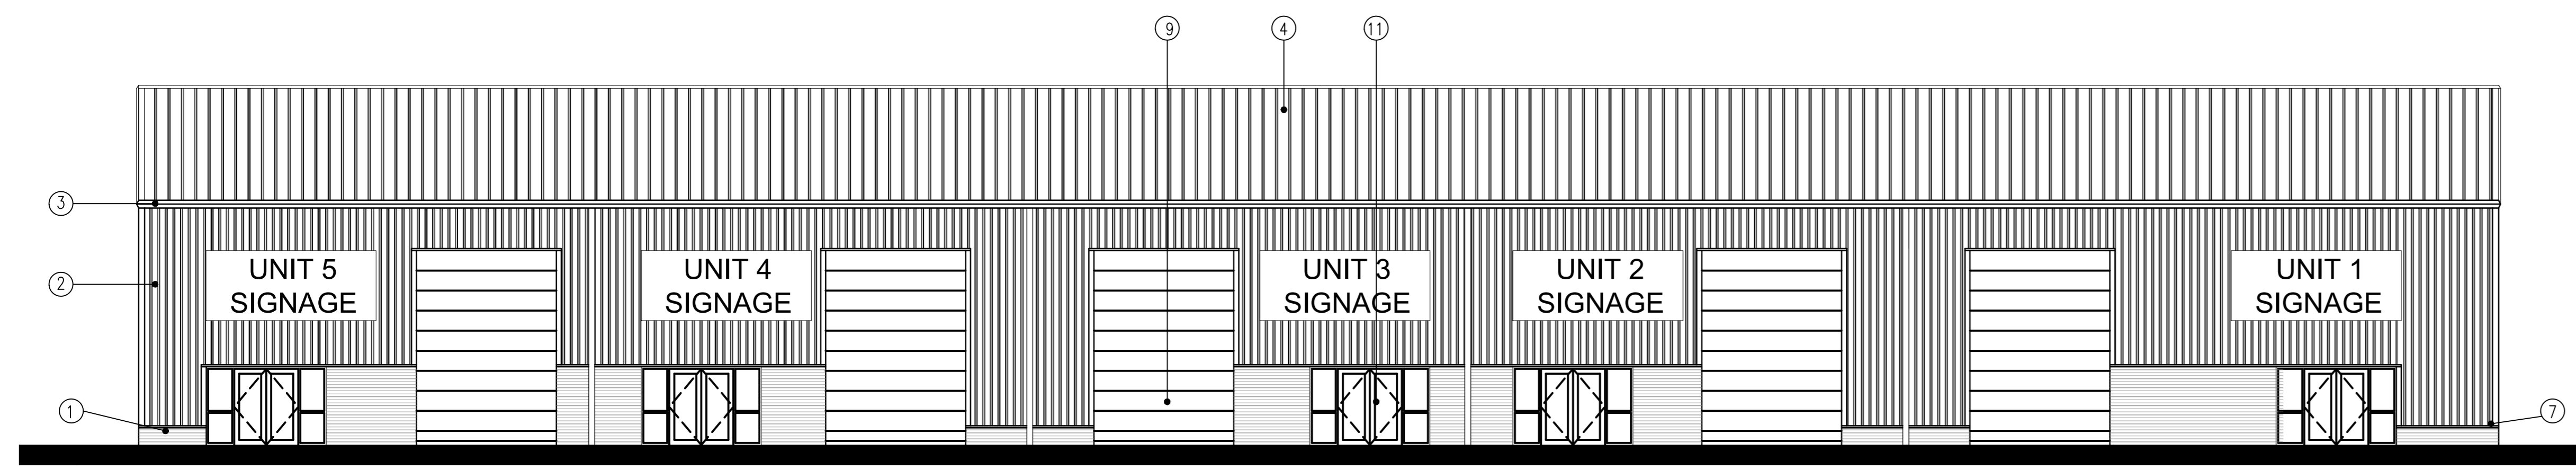 9
4
11
3
2
UNIT 5
SIGNAGE
UNIT 4
SIGNAGE
UNIT 3
SIGNAGE
UNIT 2
SIGNAGE
UNIT 1
SIGNAGE
1
7